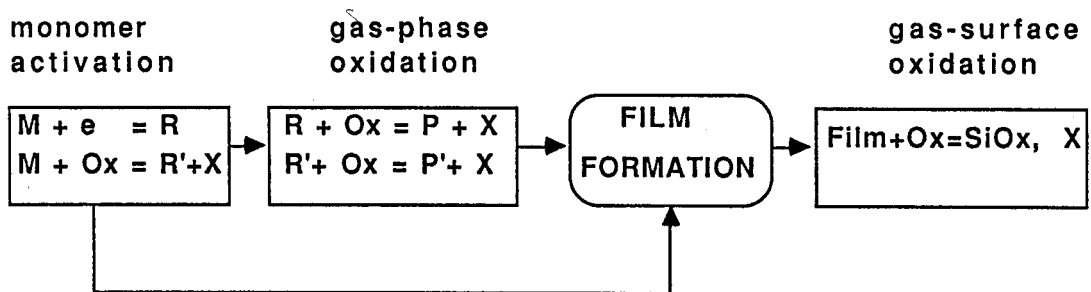 monomer
activation
gas-phase
oxidation
gas-surface
oxidation
M + e = R
M + Ox = R'+X
R + Ox = P + X
R'+ Ox = P'+ X
FILM
FORMATION
Film+Ox=SiOx, X